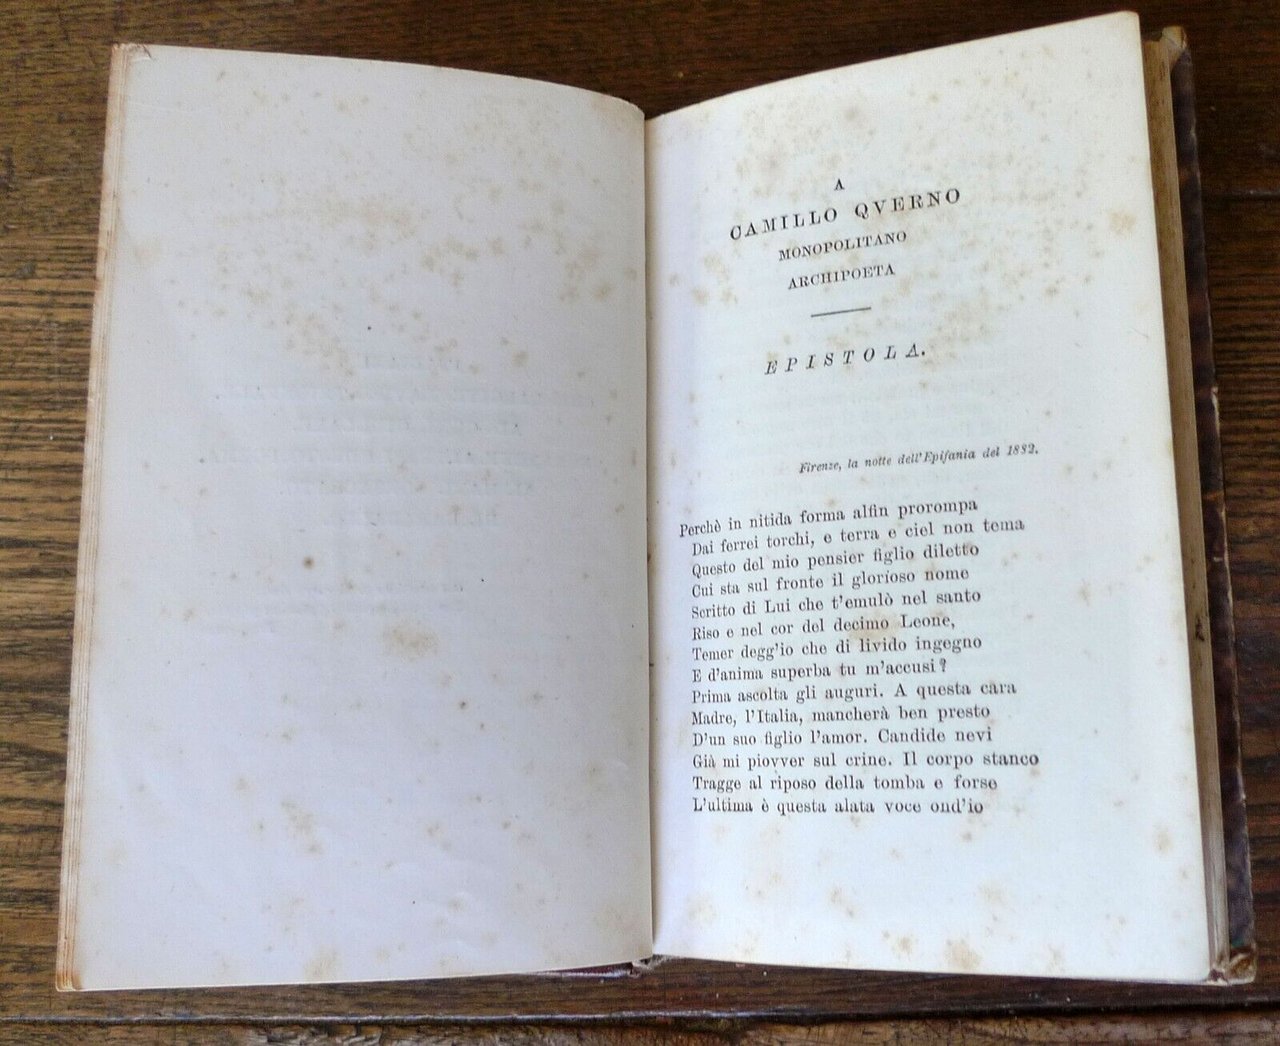 A
CAMILLO QVERNO
MONOPOLITANO
ARCHIPOETA
EPISTOLA.
Firenze, la notte dell'Epifania del 1882.
Perchè in nitida forma alfin prorompa
Dai ferrei torchi, e terra e ciel non tema
Questo del mio pensier figlio diletto
Cui sta sul fronte il glorioso nome
Scritto di Lui che t'emulò nel santo
Riso e nel cor del decimo Leone,
Temer degg'io che di livido ingegno
E d'anima superba tu m'accusi?
Prima ascolta gli auguri. A questa cara
Madre, l'Italia, mancherà ben presto
D'un suo figlio l'amor. Candide nevi
Già mi piovver sul crine. Il corpo stanco
Tragge al riposo della tomba e forse
L'ultima è questa alata voce ond'io